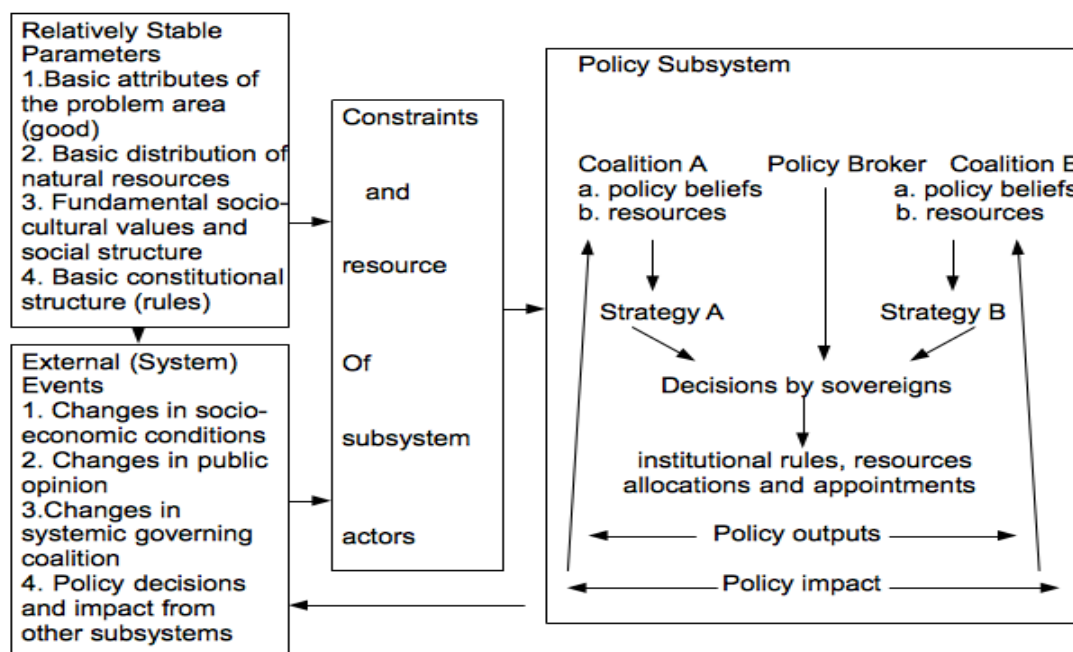 Relatively Stable
Parameters
1.Basic attributes of
the problem area
(good)
2. Basic distribution of
natural resources
3. Fundamental socio-
cultural values and
social structure
4. Basic constitutional
structure (rules)
External (System)
Events
1. Changes in socio-
economic conditions
2. Changes in public
opinion
3.Changes in
systemic governing
coalition
4. Policy decisions
and impact from
other subsystems
Constraints
and
resource
Of
subsystem
actors
Policy Subsystem
Coalition A
a. policy beliefs
b. resources
Policy Broker
Coalition B
a. policy beliefs
b. resources
Strategy A
Strategy B
Decisions by sovereigns
institutional rules, resources
allocations and appointments
Policy outputs
Policy impact